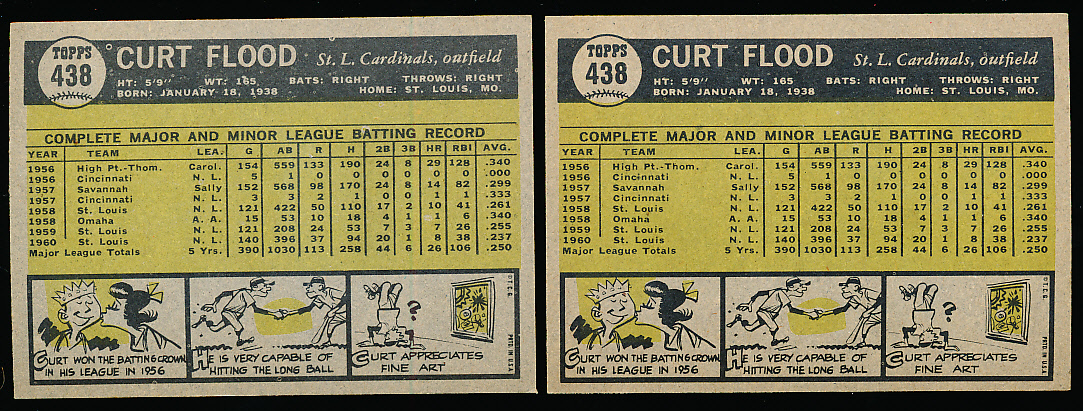 TOPPS
438
CURT FLOOD St. L. Cardinals, outfield
HT: 5'9" WT: 165 BATS: RIGHT THROWS: RIGHT
BORN: JANUARY 18, 1938 HOME: ST. LOUIS, MO.
COMPLETE MAJOR AND MINOR LEAGUE BATTING RECORD
YEAR TEAM LEA. G AB R H 2B 3B HR RBI AVG.
1956 High Pt.-Thom. Carol. 154 559 133 190 24 8 29 128 .340
1956 Cincinnati N. L. 5 1 0 0 0 0 0 0 .000
1957 Savannah Sally 152 568 98 170 24 8 14 82 .299
1957 Cincinnati N. L. 3 3 2 1 0 0 1 1 .333
1958 St. Louis N. L. 121 422 50 110 17 2 10 41 .261
1958 Omaha A. A. 15 53 10 18 4 1 1 6 .340
1959 St. Louis N. L. 121 208 24 53 7 3 7 26 .255
1960 St. Louis N. L. 140 396 37 94 20 1 8 38 .237
Major League Totals 5 Yrs. 390 1030 113 258 44 6 26 106 .250
CURT WON THE BATTING CROWN
IN HIS LEAGUE IN 1956
HE IS VERY CAPABLE OF
HITTING THE LONG BALL
?
CURT APPRECIATES
FINE ART
©T.C.G.
PRTD. IN U.S.A.
TOPPS
438
CURT FLOOD St. L. Cardinals, outfield
HT: 5'9" WT: 165 BATS: RIGHT THROWS: RIGHT
BORN: JANUARY 18, 1938 HOME: ST. LOUIS, MO.
COMPLETE MAJOR AND MINOR LEAGUE BATTING RECORD
YEAR TEAM LEA. G AB R H 2B 3B HR RBI AVG.
1956 High Pt.-Thom. Carol. 154 559 133 190 24 8 29 128 .340
1956 Cincinnati N. L. 5 1 0 0 0 0 0 0 .000
1957 Savannah Sally 152 568 98 170 24 8 14 82 .299
1957 Cincinnati N. L. 3 3 2 1 0 0 1 1 .333
1958 St. Louis N. L. 121 422 50 110 17 2 10 41 .261
1958 Omaha A. A. 15 53 10 18 4 1 1 6 .340
1959 St. Louis N. L. 121 208 24 53 7 3 7 26 .255
1960 St. Louis N. L. 140 396 37 94 20 1 8 38 .237
Major League Totals 5 Yrs. 390 1030 113 258 44 6 26 106 .250
CURT WON THE BATTING CROWN
IN HIS LEAGUE IN 1956
HE IS VERY CAPABLE OF
HITTING THE LONG BALL
?
CURT APPRECIATES
FINE ART
©T.C.G.
PRTD. IN U.S.A.